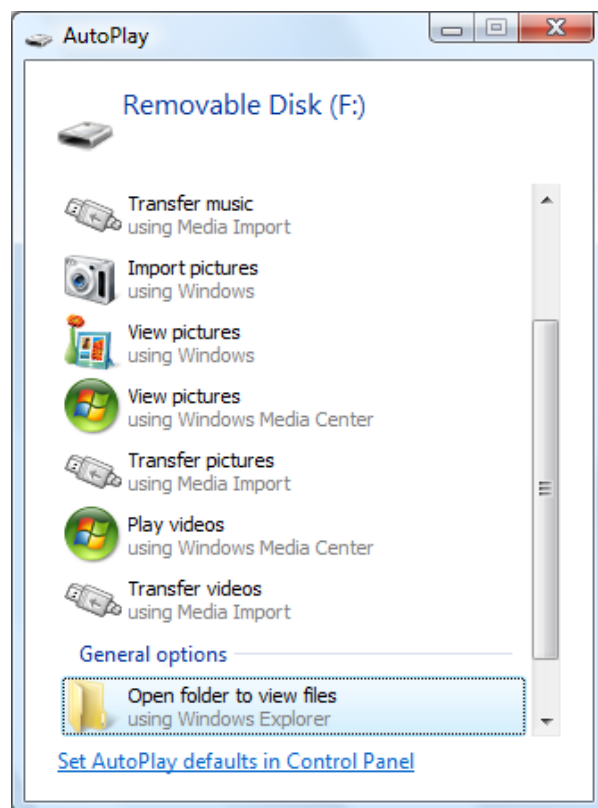 AutoPlay
Removable Disk (F:)
Transfer music
using Media Import
Import pictures
using Windows
View pictures
using Windows
View pictures
using Windows Media Center
Transfer pictures
using Media Import
Play videos
using Windows Media Center
Transfer videos
using Media Import
General options
Open folder to view files
using Windows Explorer
Set AutoPlay defaults in Control Panel